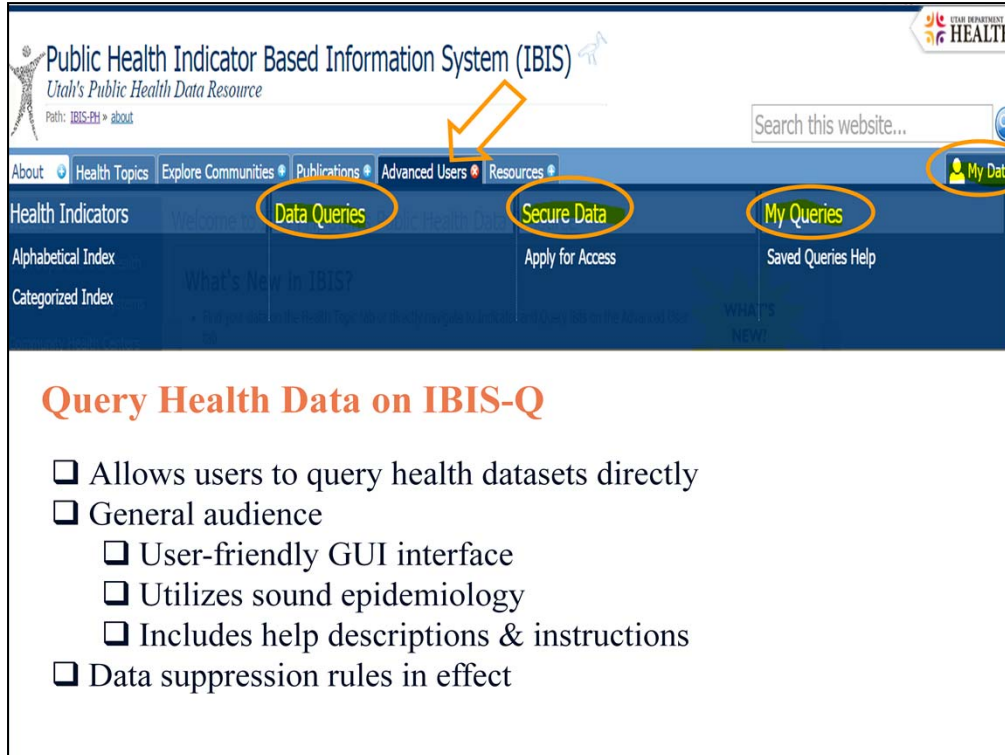 UTAH DEPARTMENT
HEALTH
Public Health Indicator Based Information System (IBIS)
Utah's Public Health Data Resource
Path: IBIS-PH » about
Search this website...
About Health Topics Explore Communities Publications Advanced Users Resources My Dat
Health Indicators Data Queries Secure Data My Queries
Alphabetical Index Apply for Access Saved Queries Help
Categorized Index
What's New in IBIS?
WHAT'S
NEW?
Query Health Data on IBIS-Q
❑ Allows users to query health datasets directly
❑ General audience
❑ User-friendly GUI interface
❑ Utilizes sound epidemiology
❑ Includes help descriptions & instructions
❑ Data suppression rules in effect